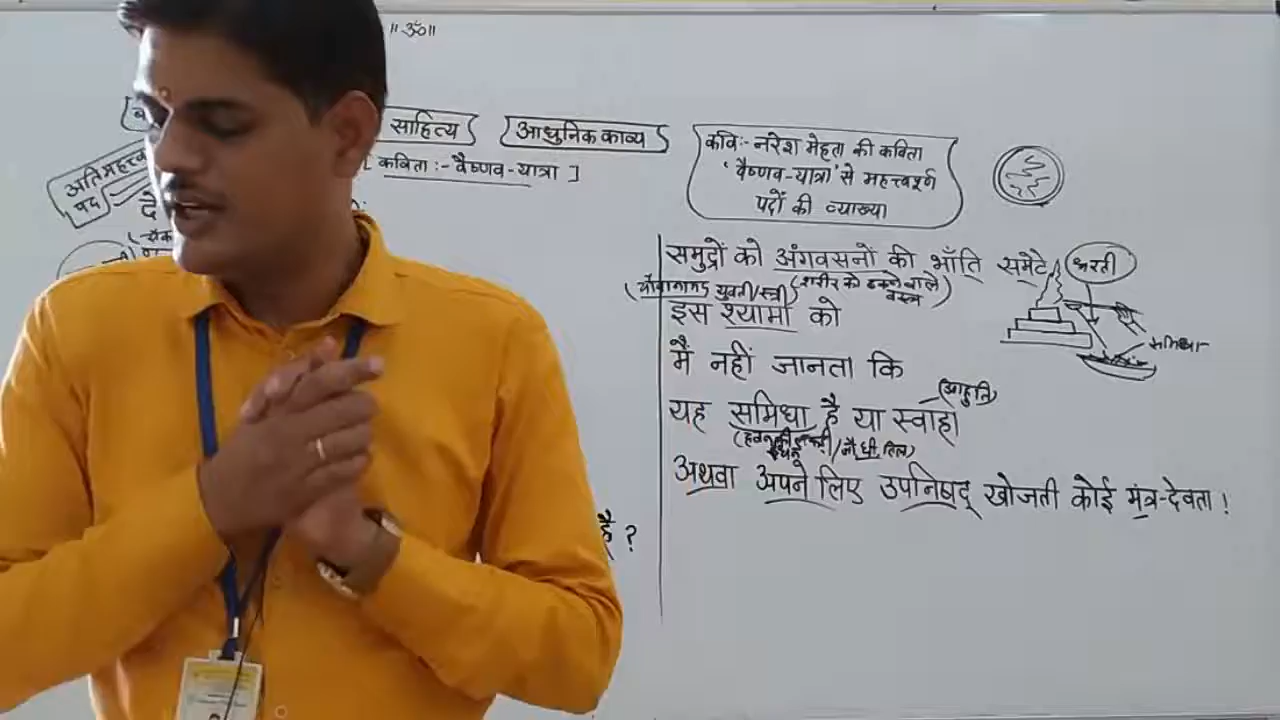 ॥ ॐ ॥
साहित्य
आधुनिक काव्य
[ कविता :- वैष्णव-यात्रा ]
अतिमहत्त्व
पद
कवि:- नरेश मेहता की कविता
'वैष्णव-यात्रा' से महत्त्वपूर्ण
पदों की व्याख्या
समुद्रों को अंगवसनों की भाँति समेटे
धरती
(शरीर को ढकने वाले
वस्त्र)
युवती/स्त्री)
इस श्यामा को
समिधा
मैं नहीं जानता कि
(आहुति)
यह समिधा है या स्वाहा
अथवा अपने लिए उपनिषद् खोजती कोई मंत्र-देवता !
है ?